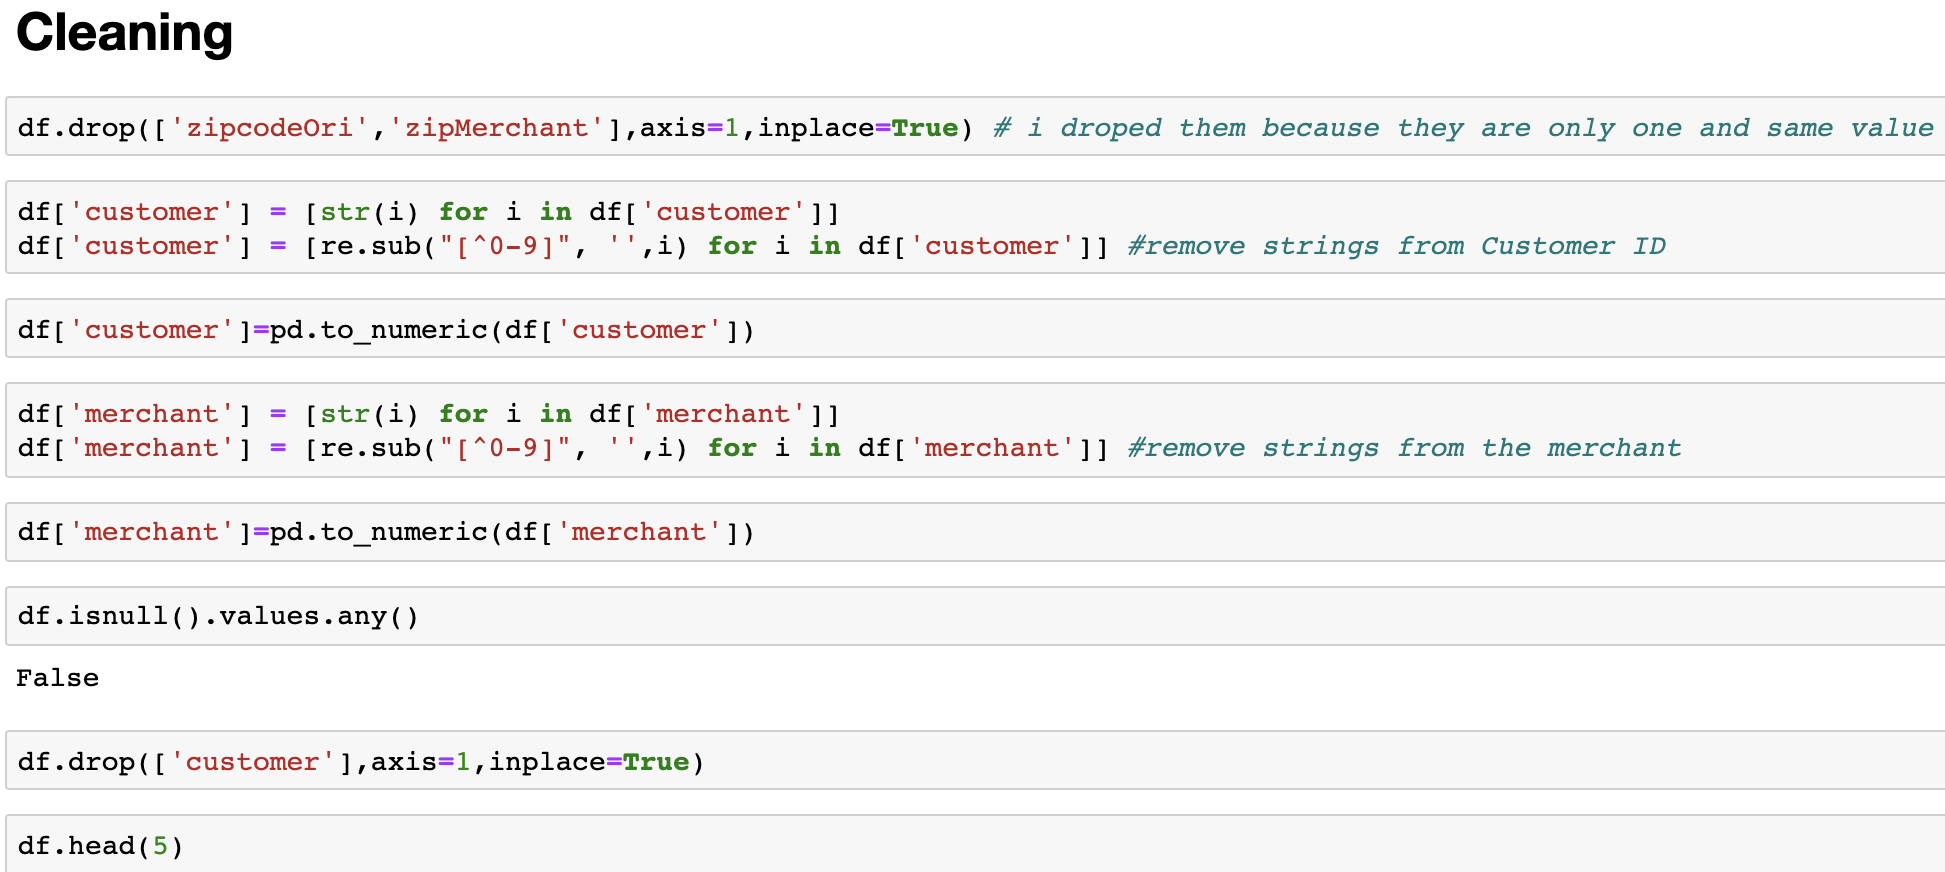 Cleaning
df.drop(['zipcodeOri','zipMerchant'],axis=1,inplace=True) # i droped them because they are only one and same value
df['customer'] = [str(i) for i in df['customer']]
df['customer'] = [re.sub("[^0-9]", '',i) for i in df['customer']] #remove strings from Customer ID
df['customer']=pd.to_numeric(df['customer'])
df['merchant'] = [str(i) for i in df['merchant']]
df['merchant'] = [re.sub("[^0-9]", '',i) for i in df['merchant']] #remove strings from the merchant
df['merchant']=pd.to_numeric(df['merchant'])
df.isnull().values.any()
False
df.drop(['customer'],axis=1,inplace=True)
df.head(5)